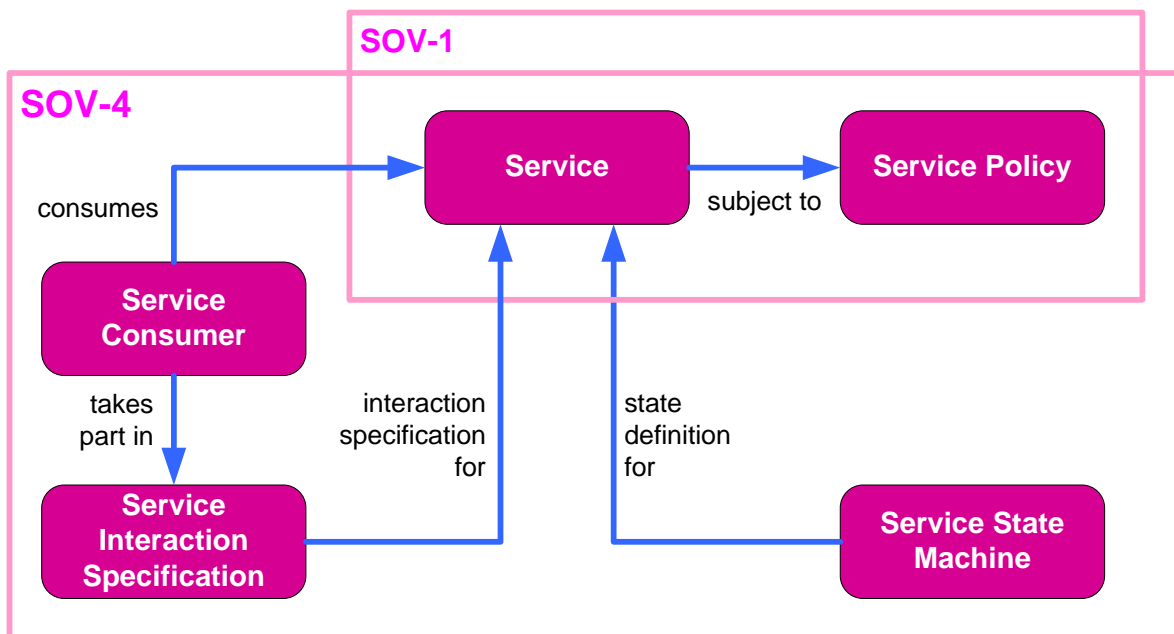 SOV-1
SOV-4
Service
Service Policy
consumes
subject to
Service
Consumer
takes
part in
interaction
specification
for
state
definition
for
Service
Interaction
Specification
Service State
Machine